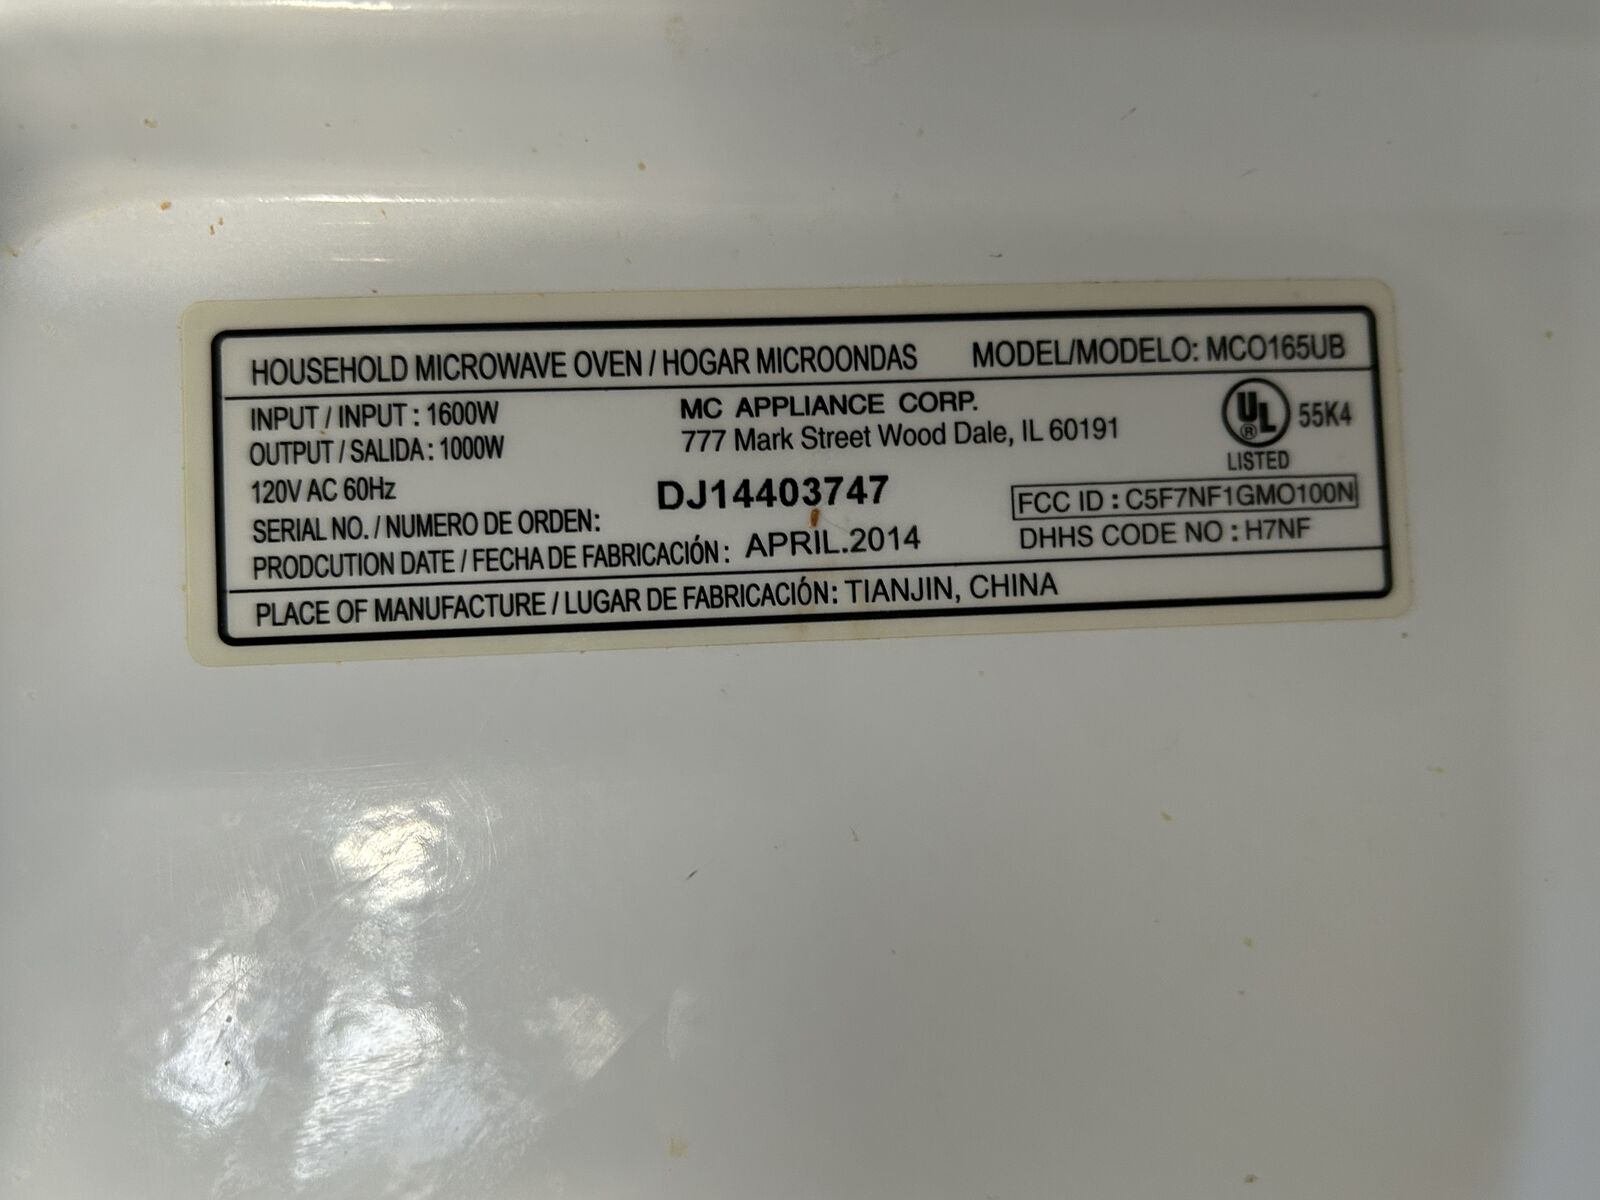 HOUSEHOLD MICROWAVE OVEN / HOGAR MICROONDAS MODEL/MODELO: MCO165UB
INPUT / INPUT : 1600W
OUTPUT / SALIDA : 1000W
120V AC 60Hz
SERIAL NO. / NUMERO DE ORDEN: DJ14403747
PRODCUTION DATE / FECHA DE FABRICACIÓN : APRIL.2014
MC APPLIANCE CORP.
777 Mark Street Wood Dale, IL 60191
UL ® 55K4
LISTED
FCC ID : C5F7NF1GMO100N
DHHS CODE NO : H7NF
PLACE OF MANUFACTURE / LUGAR DE FABRICACIÓN: TIANJIN, CHINA